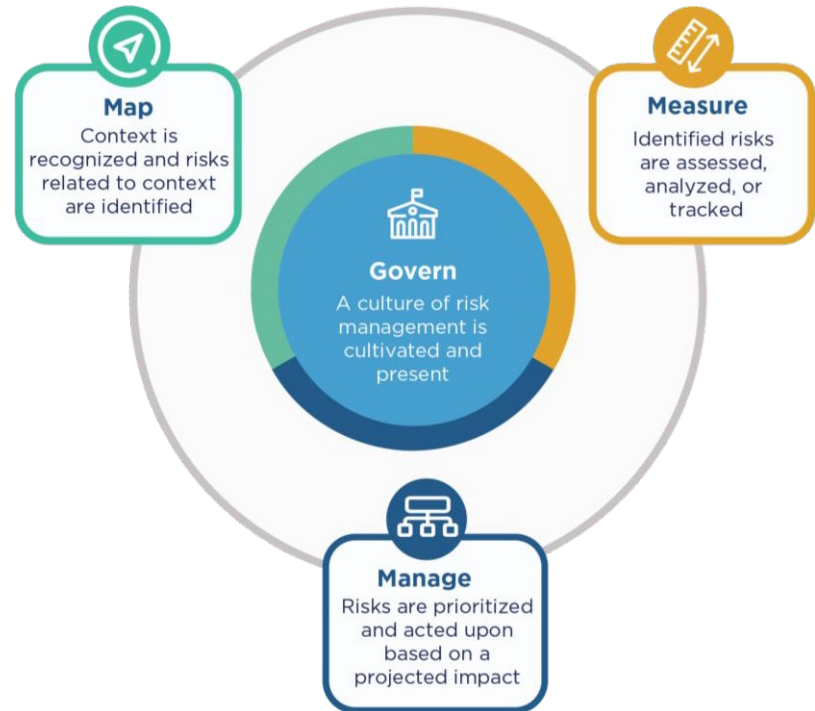 Map
Context is
recognized and risks
related to context
are identified
Measure
Identified risks
are assessed,
analyzed, or
tracked
Govern
A culture of risk
management is
cultivated and
present
Manage
Risks are prioritized
and acted upon
based on a
projected impact